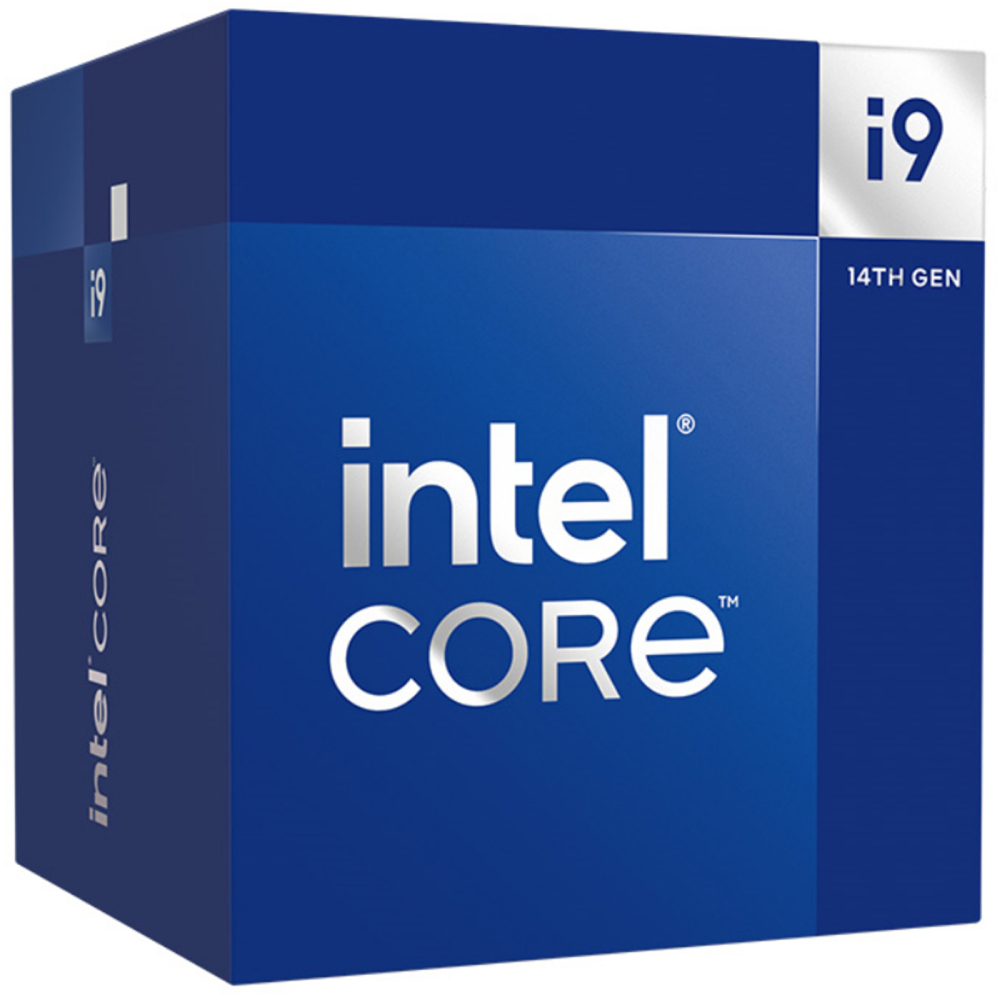 i9
14TH GEN
intel®
CORE™
i9
intel CORE